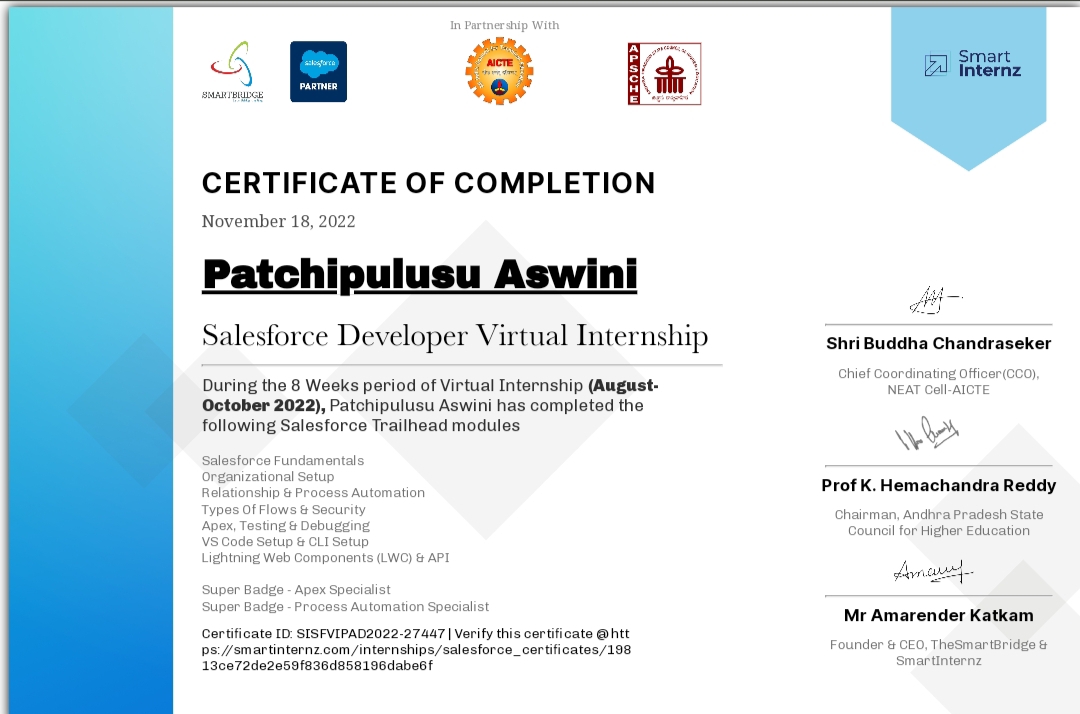 In Partnership With
SMARTBRIDGE
salesforce
PARTNER
AICTE
APSCHE
Smart
Internz
CERTIFICATE OF COMPLETION
November 18, 2022
Patchipulusu Aswini
Salesforce Developer Virtual Internship
During the 8 Weeks period of Virtual Internship (August-
October 2022), Patchipulusu Aswini has completed the
following Salesforce Trailhead modules
Salesforce Fundamentals
Organizational Setup
Relationship & Process Automation
Types Of Flows & Security
Apex, Testing & Debugging
VS Code Setup & CLI Setup
Lightning Web Components (LWC) & API
Super Badge - Apex Specialist
Super Badge - Process Automation Specialist
Certificate ID: SISFVIPAD2022-27447 | Verify this certificate @ htt
ps://smartinternz.com/internships/salesforce_certificates/198
13ce72de2e59f836d858196dabe6f
Shri Buddha Chandraseker
Chief Coordinating Officer(CCO),
NEAT Cell-AICTE
Prof K. Hemachandra Reddy
Chairman, Andhra Pradesh State
Council for Higher Education
Mr Amarender Katkam
Founder & CEO, TheSmartBridge &
SmartInternz